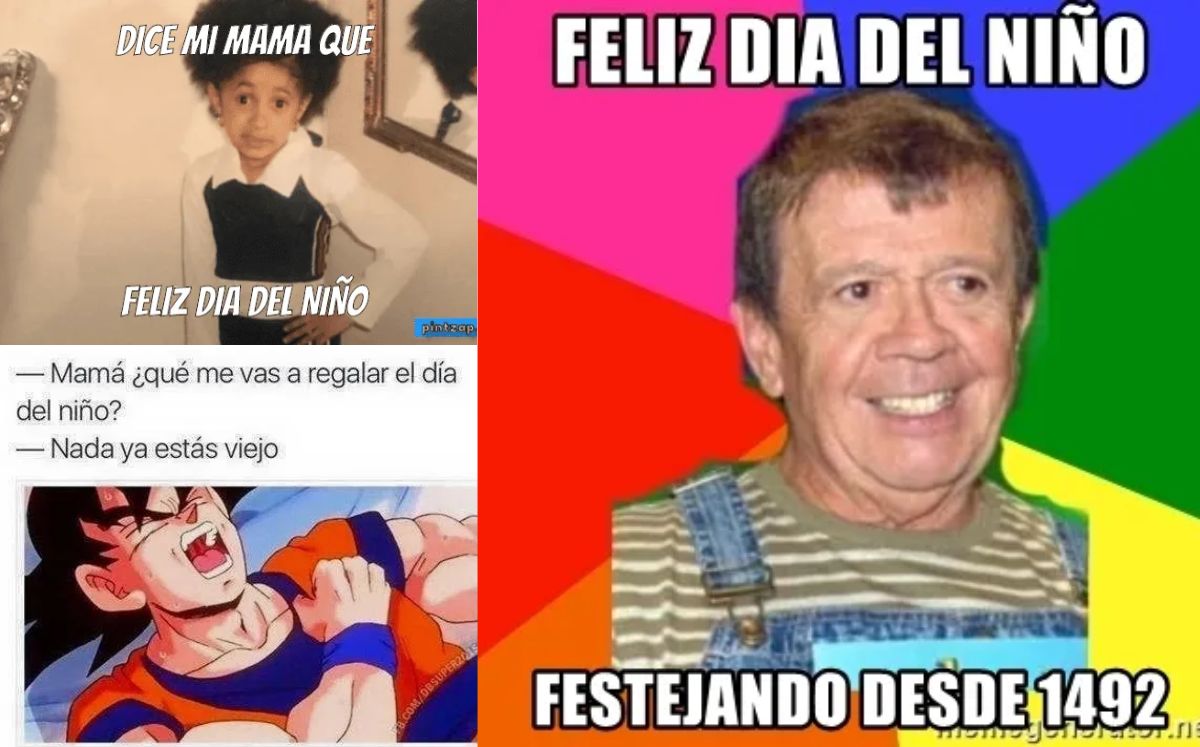 DICE MI MAMA QUE
FELIZ DIA DEL NIÑO
pintzap
— Mamá ¿qué me vas a regalar el día
del niño?
— Nada ya estás viejo
FELIZ DIA DEL NIÑO
FESTEJANDO DESDE 1492